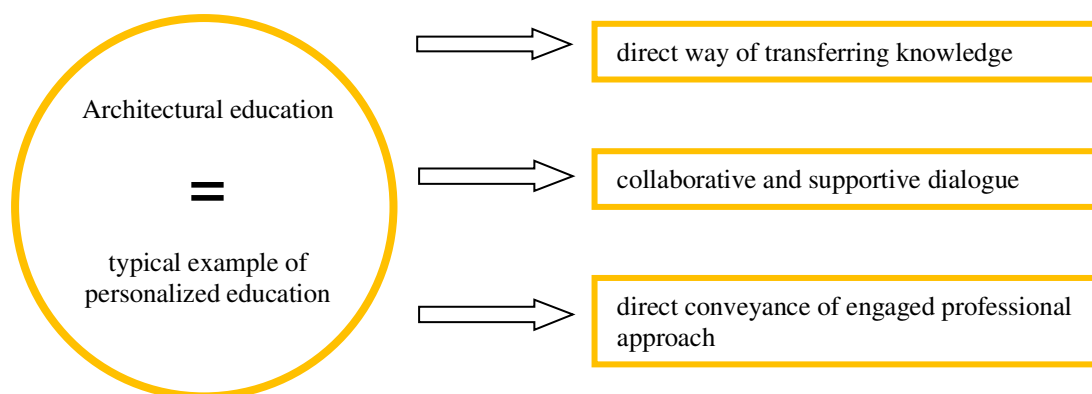 Architectural education
=
typical example of
personalized education
direct way of transferring knowledge
collaborative and supportive dialogue
direct conveyance of engaged professional
approach